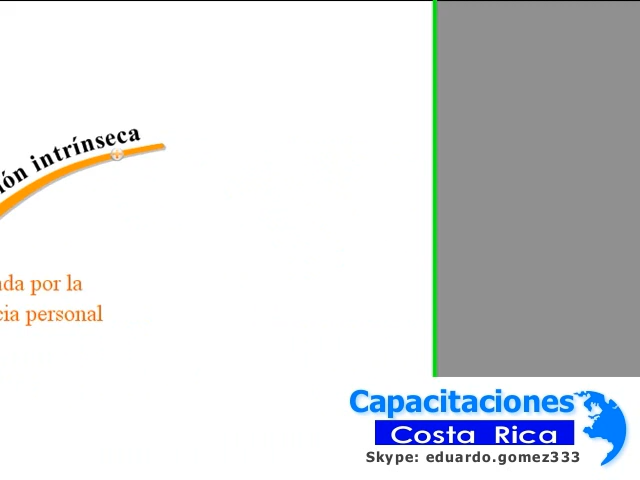 ión intrínseca
ada por la
cia personal
Capacitaciones
Costa Rica
Skype: eduardo.gomez333